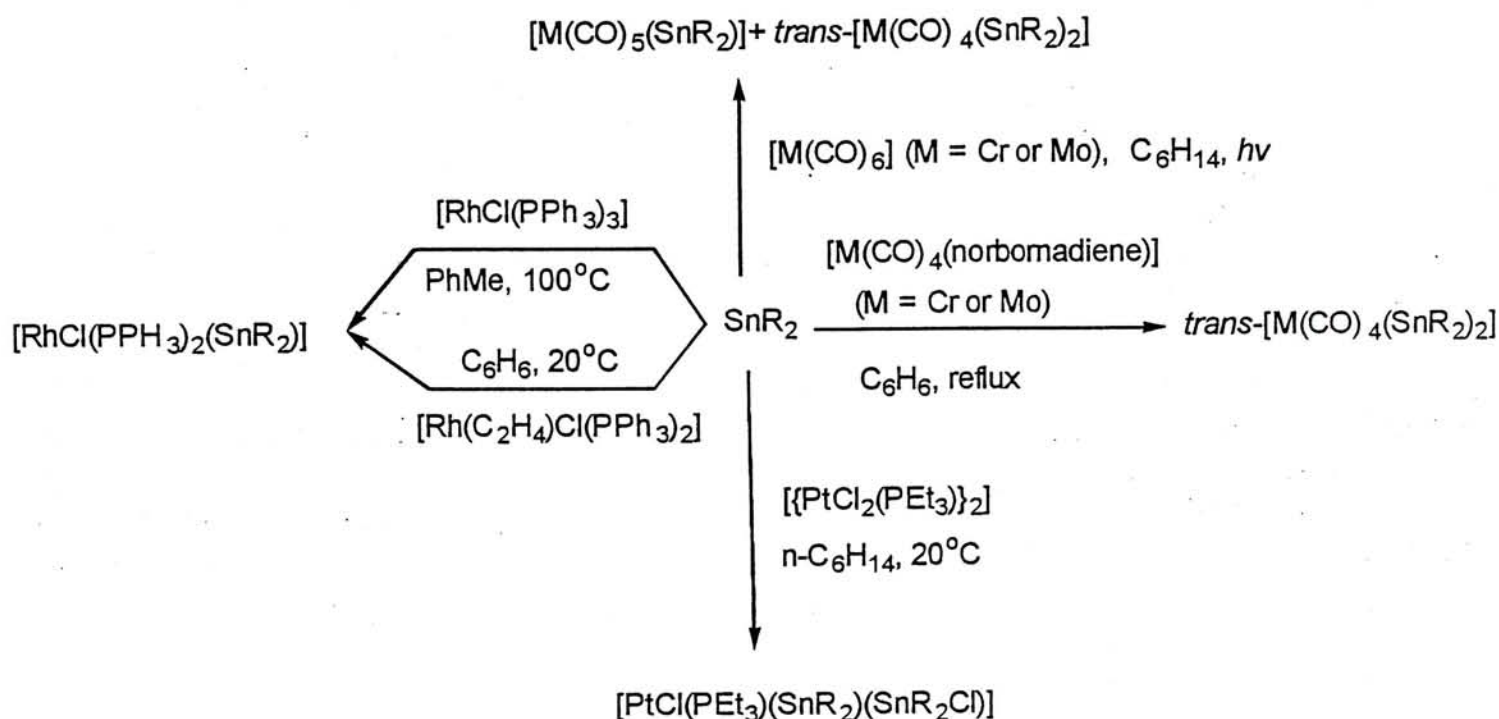 [M(CO)₅(SnR₂)]+ trans-[M(CO)₄(SnR₂)₂]
[M(CO)₆] (M = Cr or Mo), C₆H₁₄, hν
[RhCl(PPh₃)₃]
PhMe, 100°C
[RhCl(PPH₃)₂(SnR₂)]
C₆H₆, 20°C
[Rh(C₂H₄)Cl(PPh₃)₂]
SnR₂
[M(CO)₄(norbornadiene)]
(M = Cr or Mo)
C₆H₆, reflux
trans-[M(CO)₄(SnR₂)₂]
[{PtCl₂(PEt₃)}₂]
n-C₆H₁₄, 20°C
[PtCl(PEt₃)(SnR₂)(SnR₂Cl)]